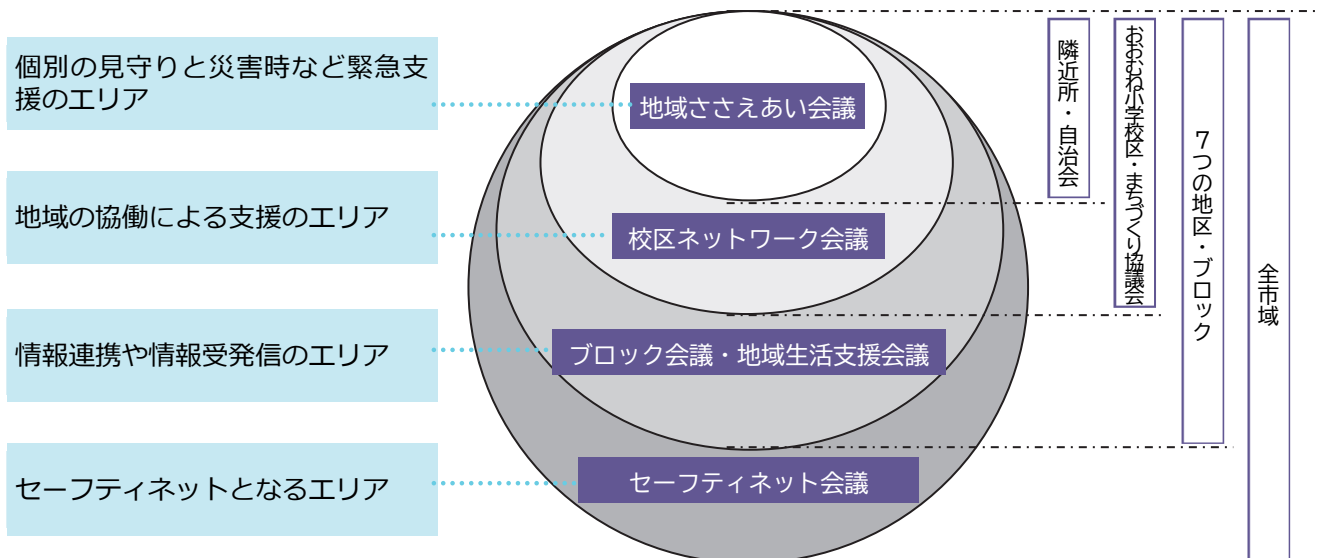 個別の見守りと災害時など緊急支
援のエリア
地域ささえあい会議
地域の協働による支援のエリア
校区ネットワーク会議
情報連携や情報受発信のエリア
ブロック会議・地域生活支援会議
セーフティネットとなるエリア
セーフティネット会議
隣近所・自治会
おおむね小学校区・まちづくり協議会
7つの地区・ブロック
全市域